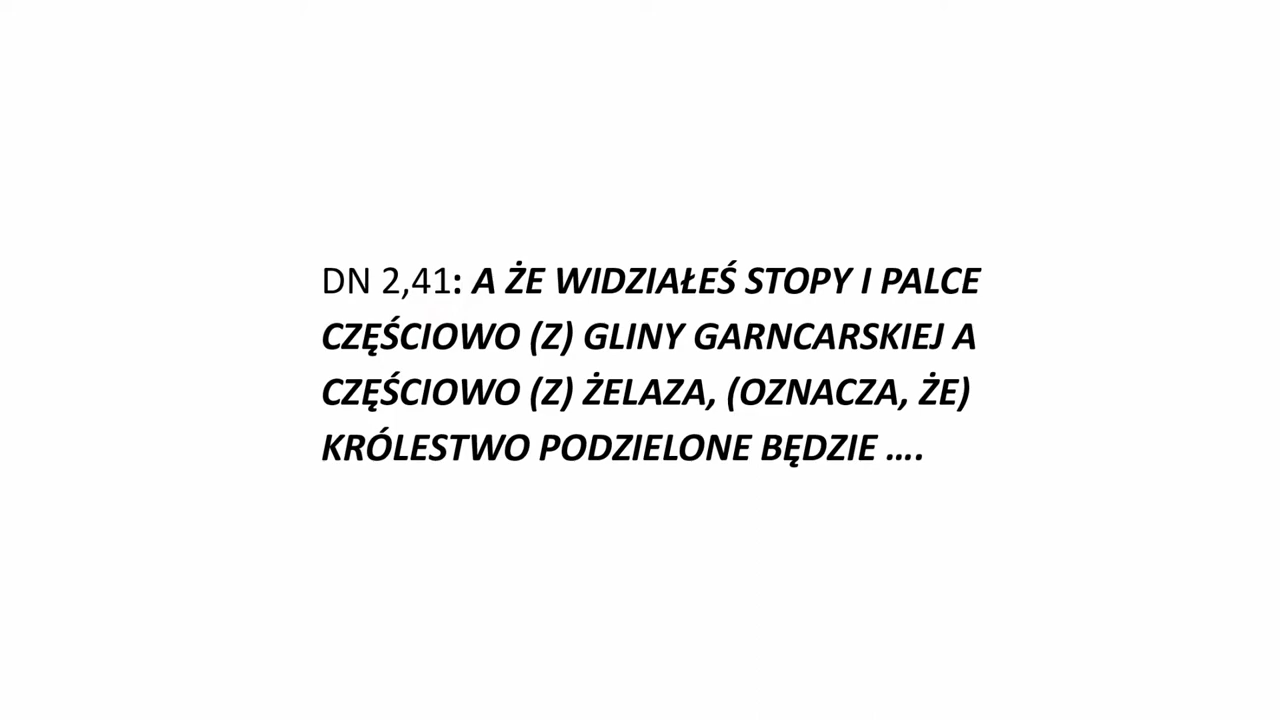 DN 2,41: A ŻE WIDZIAŁEŚ STOPY I PALCE
CZĘŚCIOWO (Z) GLINY GARNCARSKIEJ A
CZĘŚCIOWO (Z) ŻELAZA, (OZNACZA, ŻE)
KRÓLESTWO PODZIELONE BĘDZIE ....